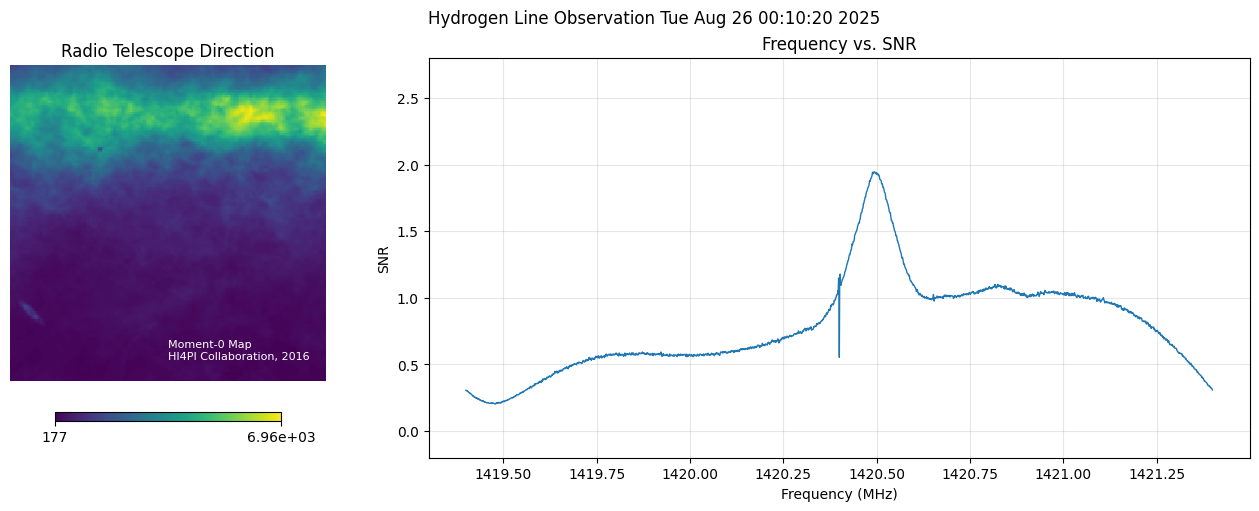 Hydrogen Line Observation Tue Aug 26 00:10:20 2025
Radio Telescope Direction
Moment-0 Map
HI4PI Collaboration, 2016
177
6.96e+03
Frequency vs. SNR
SNR
2.5
2.0
1.5
1.0
0.5
0.0
1419.50
1419.75
1420.00
1420.25
1420.50
1420.75
1421.00
1421.25
Frequency (MHz)